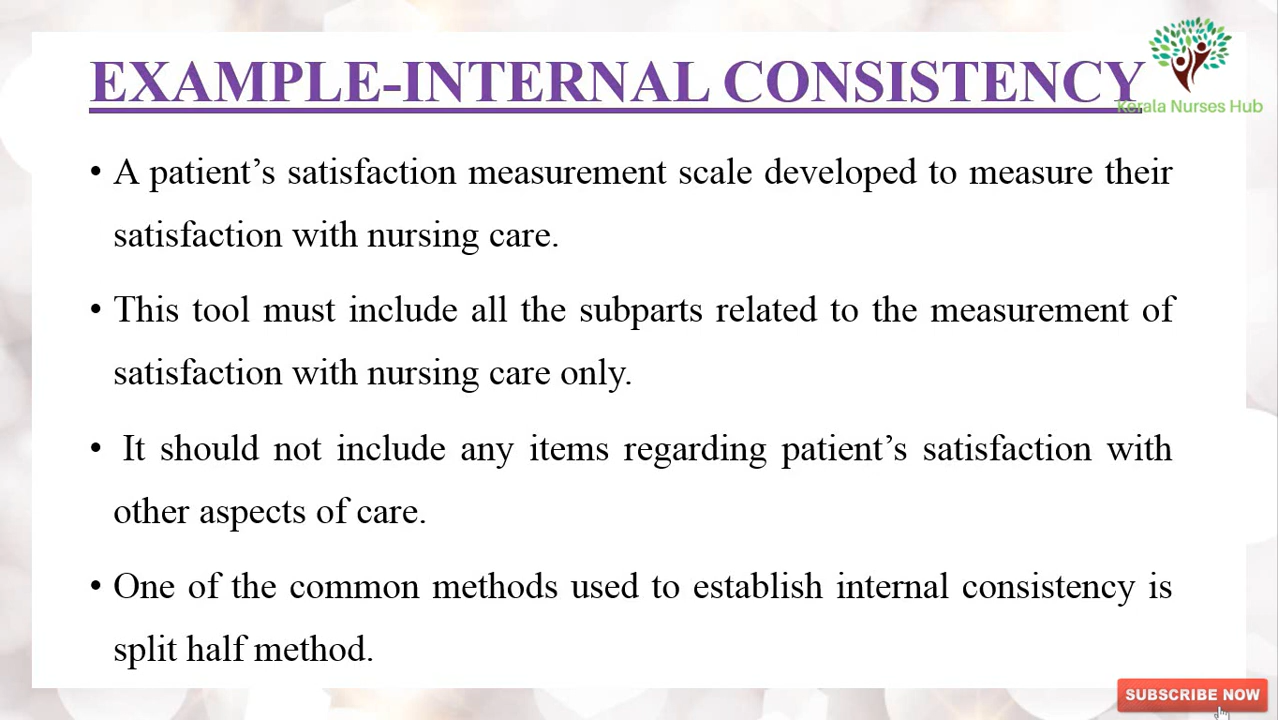 EXAMPLE-INTERNAL CONSISTENCY
Kerala Nurses Hub
• A patient’s satisfaction measurement scale developed to measure their
satisfaction with nursing care.
• This tool must include all the subparts related to the measurement of
satisfaction with nursing care only.
• It should not include any items regarding patient’s satisfaction with
other aspects of care.
• One of the common methods used to establish internal consistency is
split half method.
SUBSCRIBE NOW